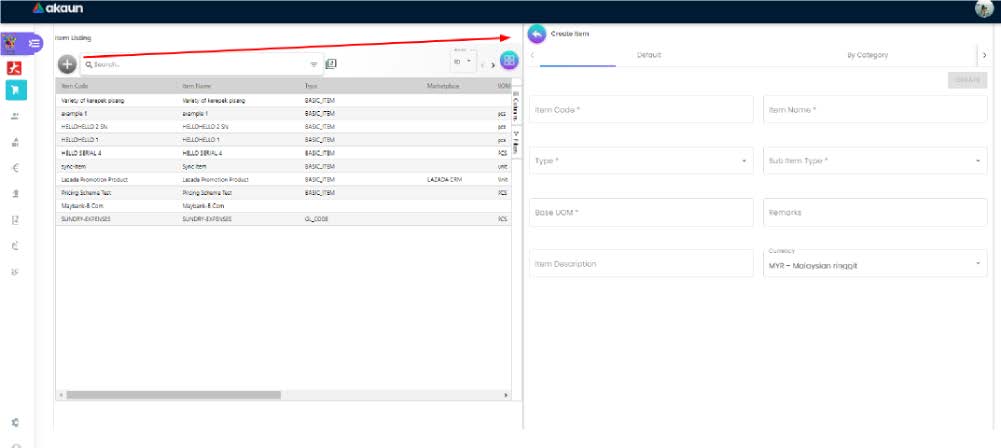 akaun
Item Listing
Search...
10
Item Code Item Name Type Marketplace UOM
Variety of kerepek pisang Variety of kerepek pisang BASIC_ITEM
example 1 example 1 BASIC_ITEM pcs
HELLOHELLO 2 SN HELLOHELLO 2 SN BASIC_ITEM pcs
HELLOHELLO 1 HELLOHELLO 1 BASIC_ITEM pcs
HELLO SERIAL 4 HELLO SERIAL 4 BASIC_ITEM PCS
sync-item Sync Item BASIC_ITEM unit
Lazada Promotion Product Lazada Promotion Product BASIC_ITEM LAZADA CRM Unit
Pricing Scheme Test Pricing Scheme Test BASIC_ITEM PCS
Maybank-B.Com Maybank-B.Com
SUNDRY-EXPENSES SUNDRY-EXPENSES GL_CODE PCS
Columns
Filters
Create Item
Default By Category
CREATE
Item Code * Item Name *
Type * Sub Item Type *
Base UOM * Remarks
Item Description
Currency
MYR - Malaysian ringgit